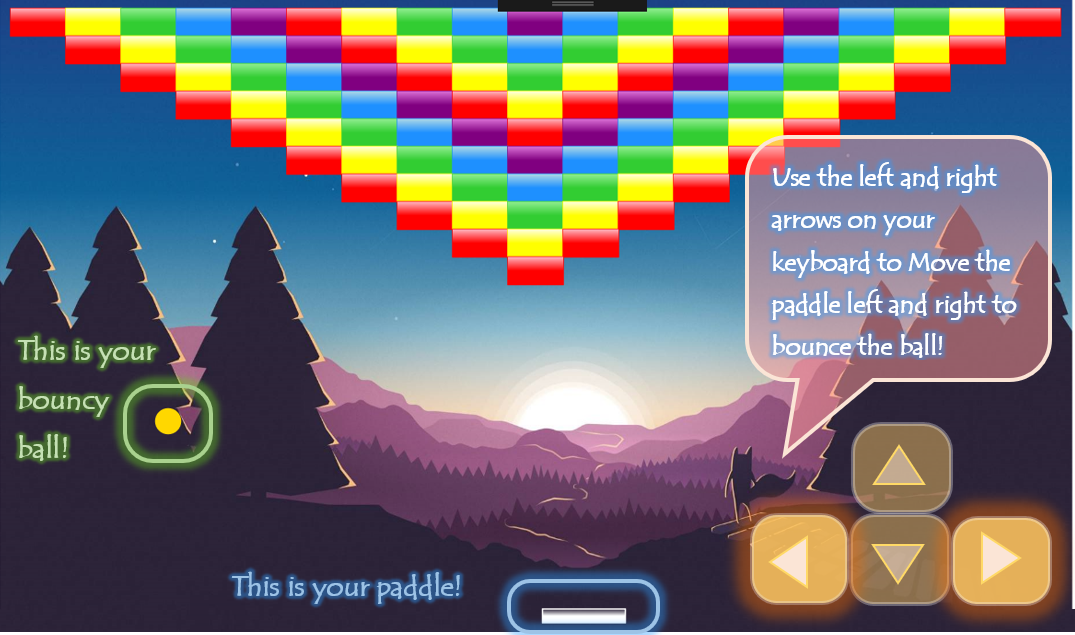 Use the left and right
arrows on your
keyboard to Move the
paddle left and right to
bounce the ball!
This is your
bouncy
ball!
This is your paddle!